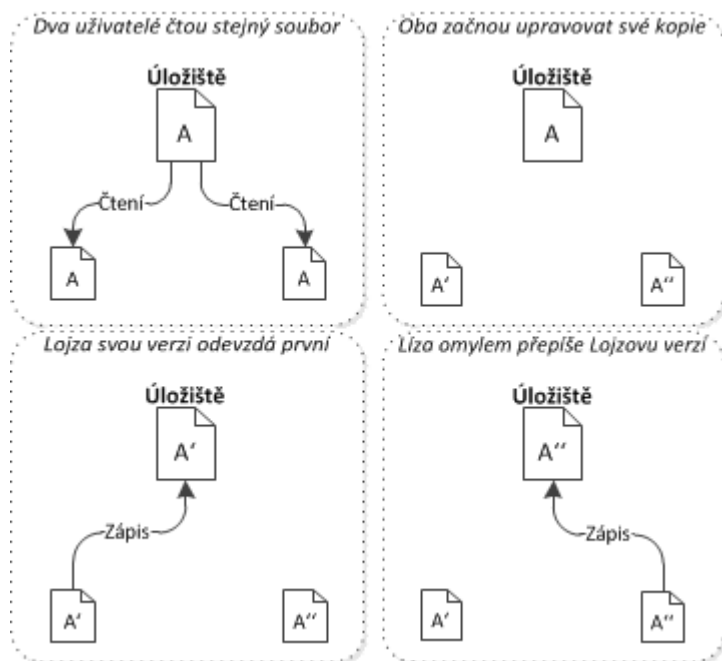 Dva uživatelé čtou stejný soubor
Úložiště
A
Čtení
Čtení
A
A
Oba začnou upravovat své kopie
Úložiště
A
A‘
A‘‘
Lojza svou verzi odevzdá první
Úložiště
A‘
Zápis
A‘
A‘‘
Líza omylem přepíše Lojzovu verzí
Úložiště
A‘‘
Zápis
A‘
A‘‘